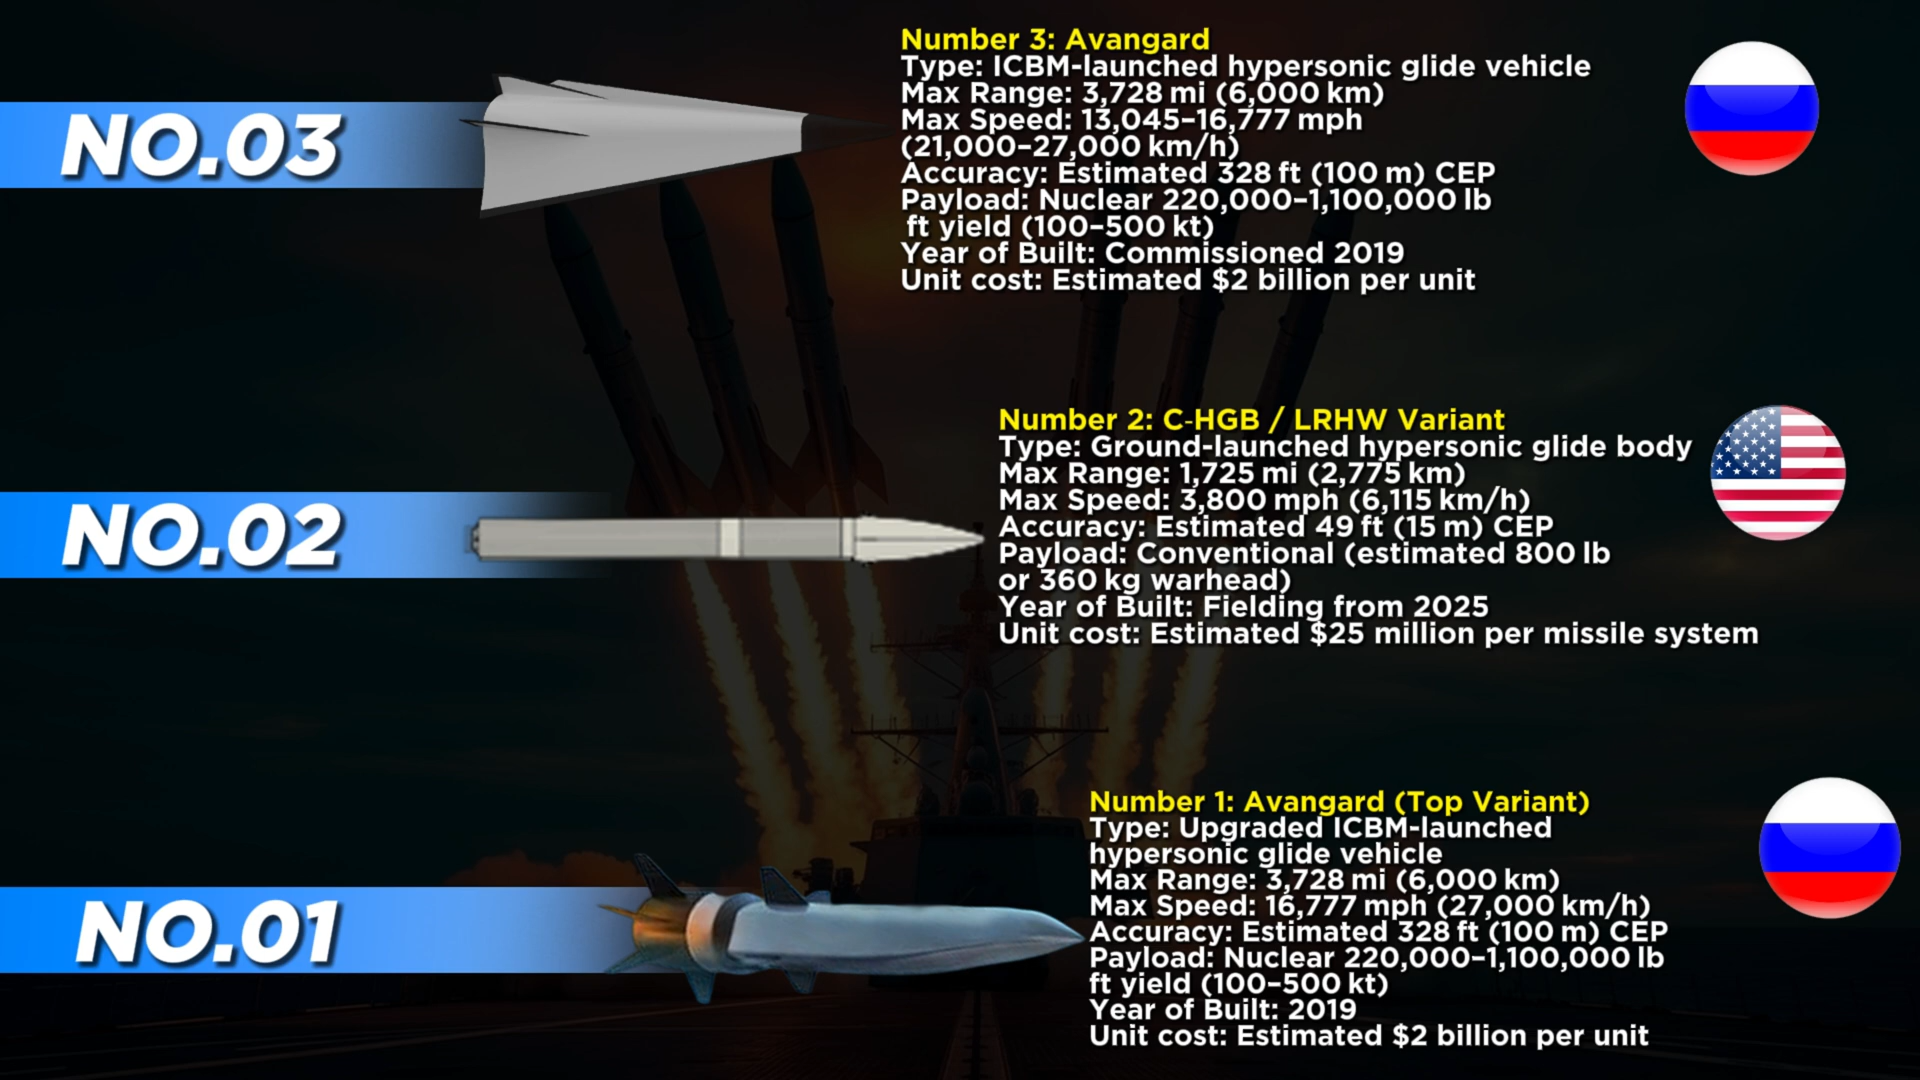 NO.03
Number 3: Avangard
Type: ICBM-launched hypersonic glide vehicle
Max Range: 3,728 mi (6,000 km)
Max Speed: 13,045–16,777 mph
(21,000–27,000 km/h)
Accuracy: Estimated 328 ft (100 m) CEP
Payload: Nuclear 220,000–1,100,000 lb
ft yield (100–500 kt)
Year of Built: Commissioned 2019
Unit cost: Estimated $2 billion per unit
NO.02
Number 2: C-HGB / LRHW Variant
Type: Ground-launched hypersonic glide body
Max Range: 1,725 mi (2,775 km)
Max Speed: 3,800 mph (6,115 km/h)
Accuracy: Estimated 49 ft (15 m) CEP
Payload: Conventional (estimated 800 lb
or 360 kg warhead)
Year of Built: Fielding from 2025
Unit cost: Estimated $25 million per missile system
NO.01
Number 1: Avangard (Top Variant)
Type: Upgraded ICBM-launched
hypersonic glide vehicle
Max Range: 3,728 mi (6,000 km)
Max Speed: 16,777 mph (27,000 km/h)
Accuracy: Estimated 328 ft (100 m) CEP
Payload: Nuclear 220,000–1,100,000 lb
ft yield (100–500 kt)
Year of Built: 2019
Unit cost: Estimated $2 billion per unit